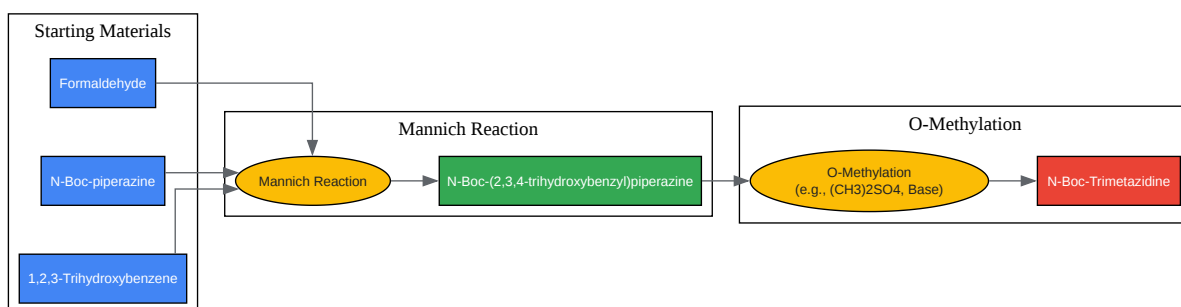 Starting Materials
Formaldehyde
N-Boc-piperazine
1,2,3-Trihydroxybenzene
Mannich Reaction
Mannich Reaction
N-Boc-(2,3,4-trihydroxybenzyl)piperazine
O-Methylation
O-Methylation
(e.g., (CH3)2SO4, Base)
N-Boc-Trimetazidine